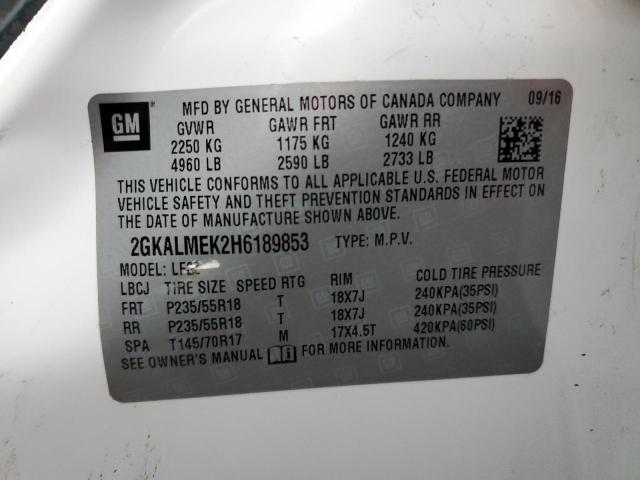 GM
MFD BY GENERAL MOTORS OF CANADA COMPANY 09/16
GVWR GAWR FRT GAWR RR
2250 KG 1175 KG 1240 KG
4960 LB 2590 LB 2733 LB
THIS VEHICLE CONFORMS TO ALL APPLICABLE U.S. FEDERAL MOTOR
VEHICLE SAFETY AND THEFT PREVENTION STANDARDS IN EFFECT ON
THE DATE OF MANUFACTURE SHOWN ABOVE.
2GKALMEK2H6189853 TYPE: M.P.V.
MODEL:
LBCJ TIRE SIZE SPEED RTG RIM COLD TIRE PRESSURE
FRT P235/55R18 T 18X7J 240KPA(35PSI)
RR P235/55R18 T 18X7J 240KPA(35PSI)
SPA T145/70R17 M 17X4.5T 420KPA(60PSI)
SEE OWNER'S MANUAL FOR MORE INFORMATION.